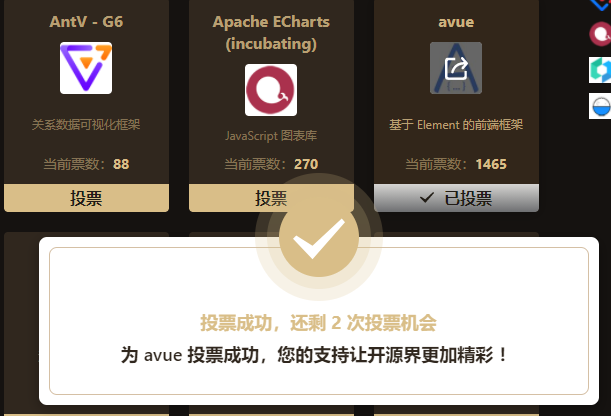 AntV - G6
关系数据可视化框架
当前票数：88
投票
Apache ECharts
(incubating)
JavaScript 图表库
当前票数：270
投票
avue
基于 Element 的前端框架
当前票数：1465
已投票
投票成功，还剩 2 次投票机会
为 avue 投票成功，您的支持让开源界更加精彩！